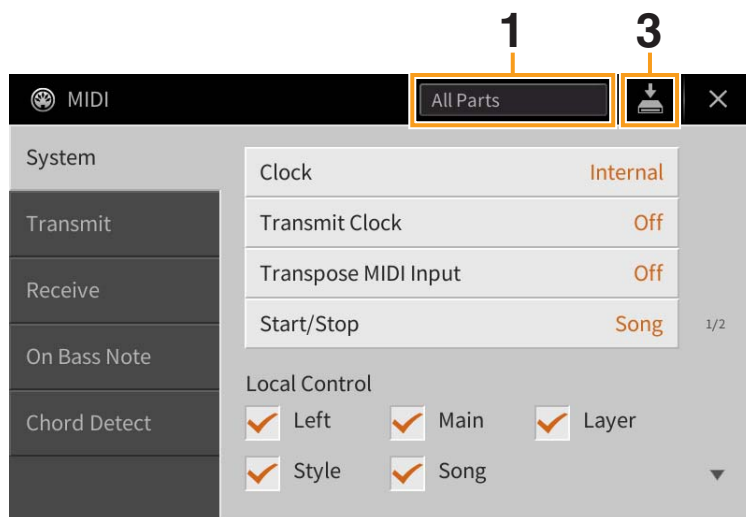 1 3
MIDI All Parts
System
Transmit
Receive
On Bass Note
Chord Detect
Clock Internal
Transmit Clock Off
Transpose MIDI Input Off
Start/Stop Song
1/2
Local Control
Left Main Layer
Style Song